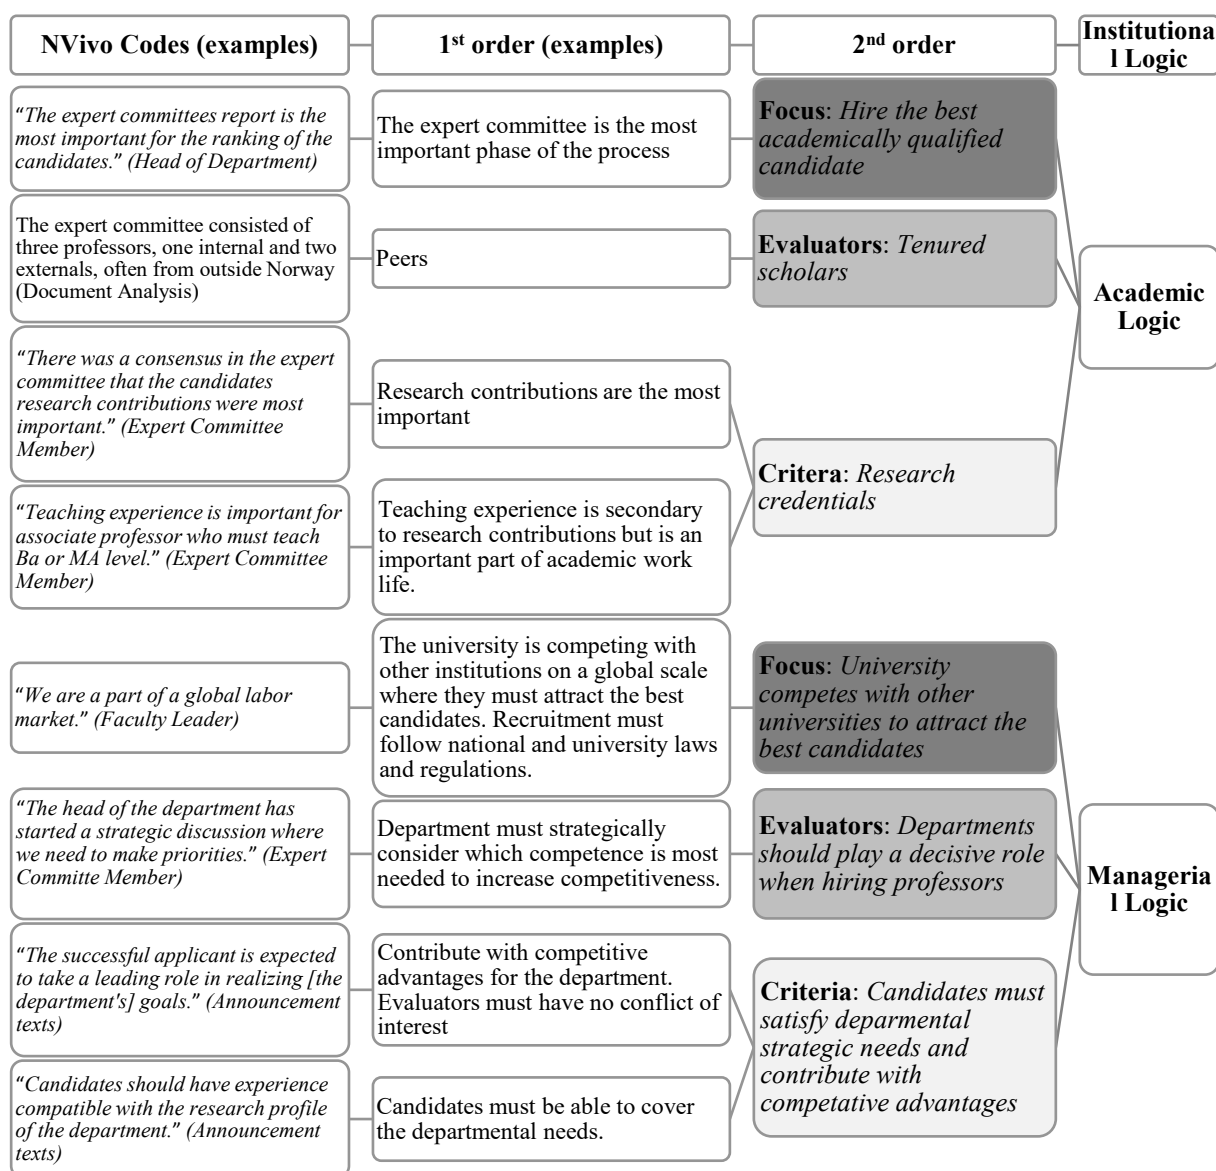 NVivo Codes (examples)
1st order (examples)
2nd order
Institutiona
l Logic
"The expert committees report is the
most important for the ranking of the
candidates." (Head of Department)
The expert committee is the most
important phase of the process
Focus: Hire the best
academically qualified
candidate
The expert committee consisted of
three professors, one internal and two
externals, often from outside Norway
(Document Analysis)
Peers
Evaluators: Tenured
scholars
Academic
Logic
"There was a consensus in the expert
committee that the candidates
research contributions were most
important." (Expert Committee
Member)
Research contributions are the most
important
Critera: Research
credentials
"Teaching experience is important for
associate professor who must teach
Ba or MA level." (Expert Committee
Member)
Teaching experience is secondary
to research contributions but is an
important part of academic work
life.
"We are a part of a global labor
market." (Faculty Leader)
The university is competing with
other institutions on a global scale
where they must attract the best
candidates. Recruitment must
follow national and university laws
and regulations.
Focus: University
competes with other
universities to attract the
best candidates
"The head of the department has
started a strategic discussion where
we need to make priorities." (Expert
Committe Member)
Department must strategically
consider which competence is most
needed to increase competitiveness.
Evaluators: Departments
should play a decisive role
when hiring professors
Manageria
l Logic
"The successful applicant is expected
to take a leading role in realizing [the
department's] goals." (Announcement
texts)
Contribute with competitive
advantages for the department.
Evaluators must have no conflict of
interest
Criteria: Candidates must
satisfy deparmental
strategic needs and
contribute with
competative advantages
"Candidates should have experience
compatible with the research profile
of the department." (Announcement
texts)
Candidates must be able to cover
the departmental needs.